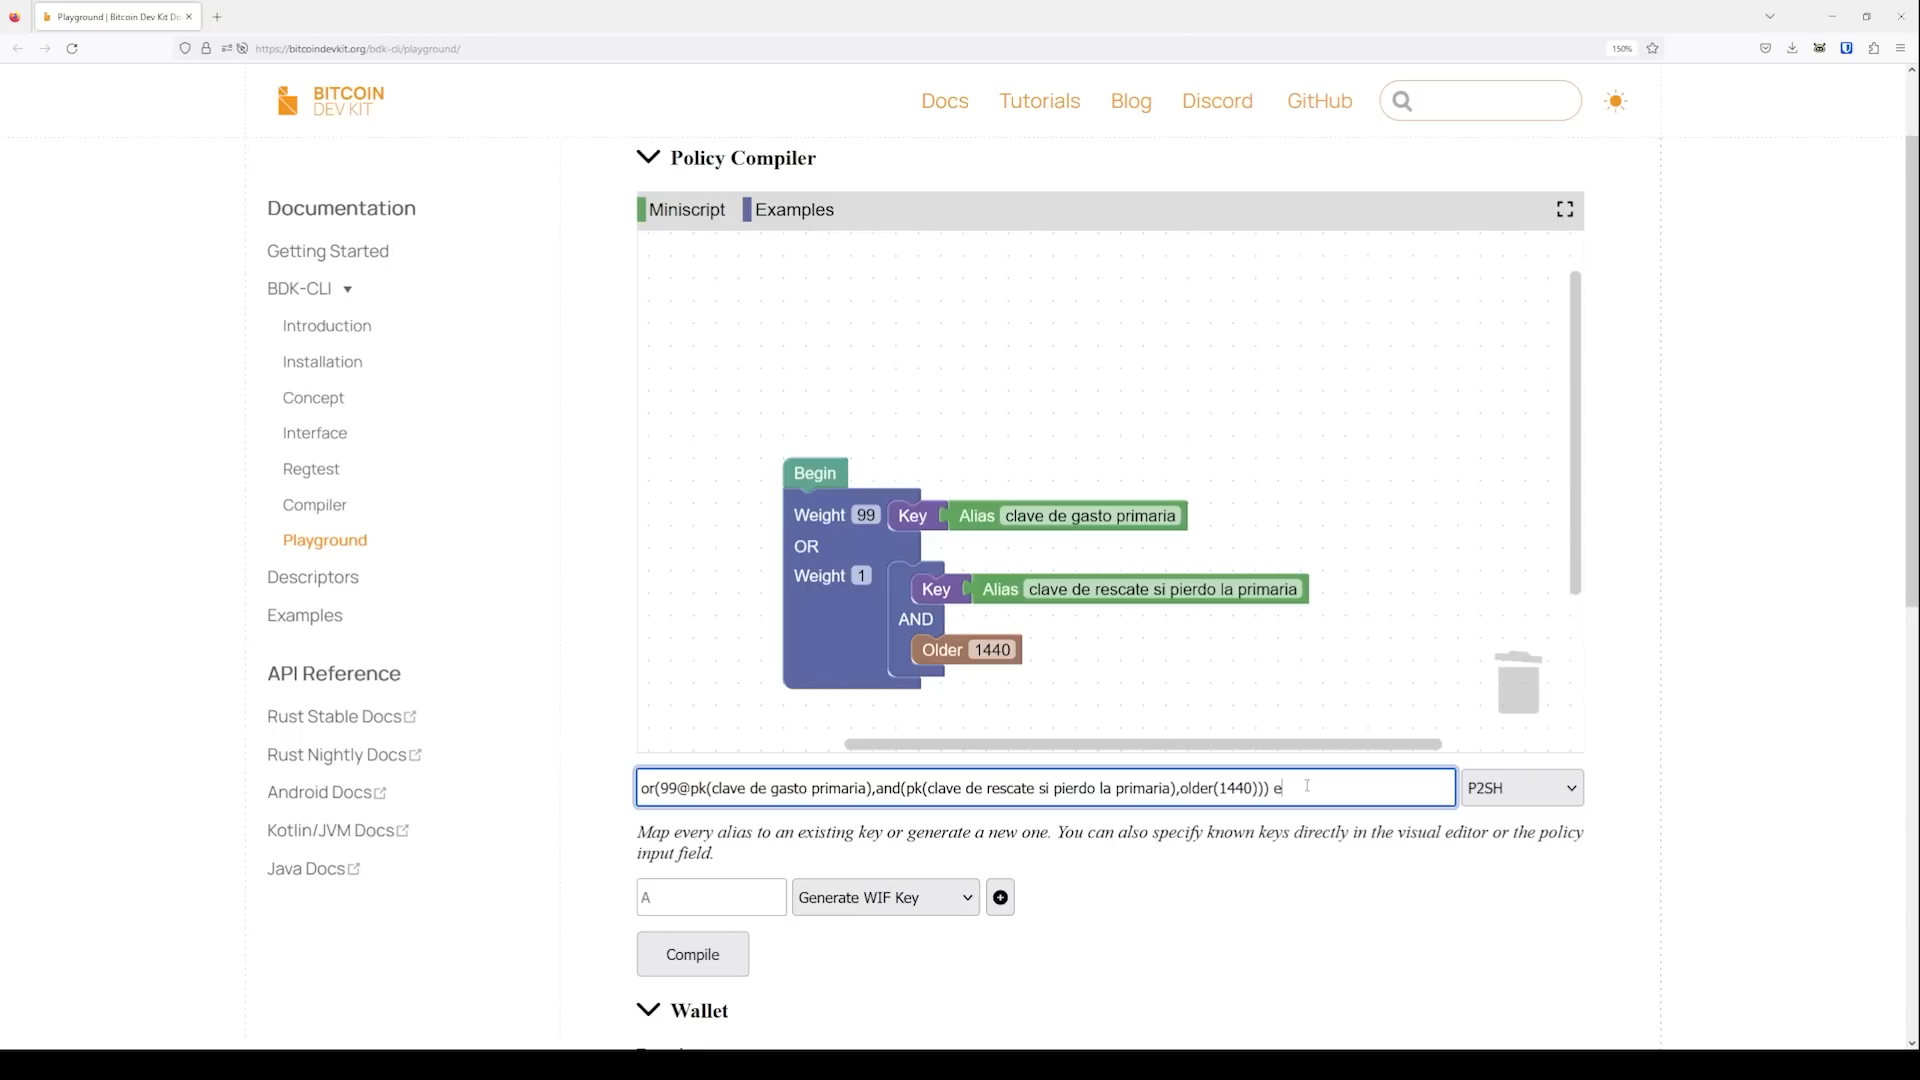 Playground | Bitcoin Dev Kit Do
https://bitcoindevkit.org/bdk-cli/playground/
150%
BITCOIN
DEV KIT
Docs
Tutorials
Blog
Discord
GitHub
Documentation
Getting Started
BDK-CLI
Introduction
Installation
Concept
Interface
Regtest
Compiler
Playground
Descriptors
Examples
API Reference
Rust Stable Docs
Rust Nightly Docs
Android Docs
Kotlin/JVM Docs
Java Docs
Policy Compiler
Miniscript
Examples
Begin
Weight 99 Key Alias clave de gasto primaria
OR
Weight 1
Key Alias clave de rescate si pierdo la primaria
AND
Older 1440
or(99@pk(clave de gasto primaria),and(pk(clave de rescate si pierdo la primaria),older(1440))) e
P2SH
Map every alias to an existing key or generate a new one. You can also specify known keys directly in the visual editor or the policy
input field.
A
Generate WIF Key
Compile
Wallet